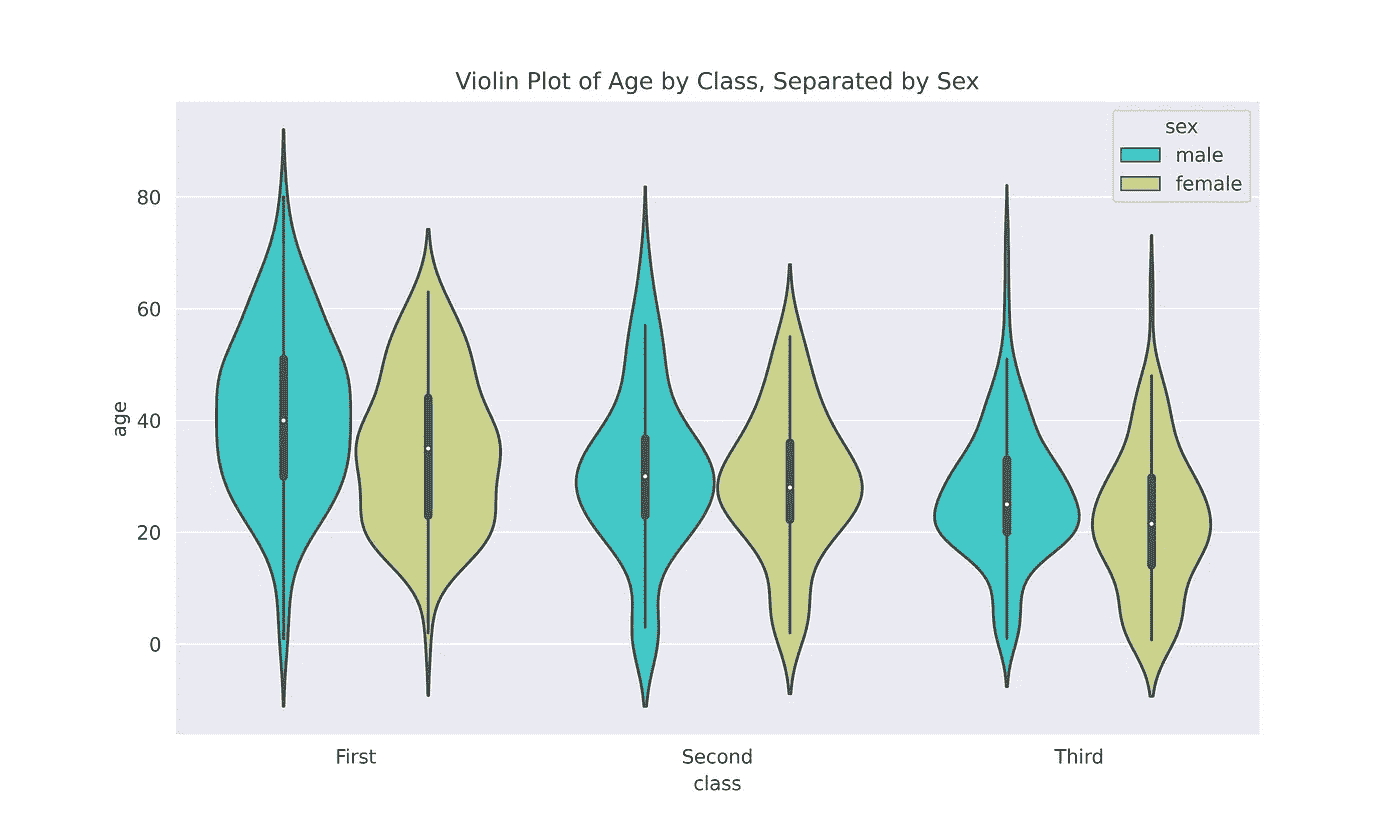 Violin Plot of Age by Class, Separated by Sex
sex
male
female
80
60
40
20
0
age
First
Second
Third
class